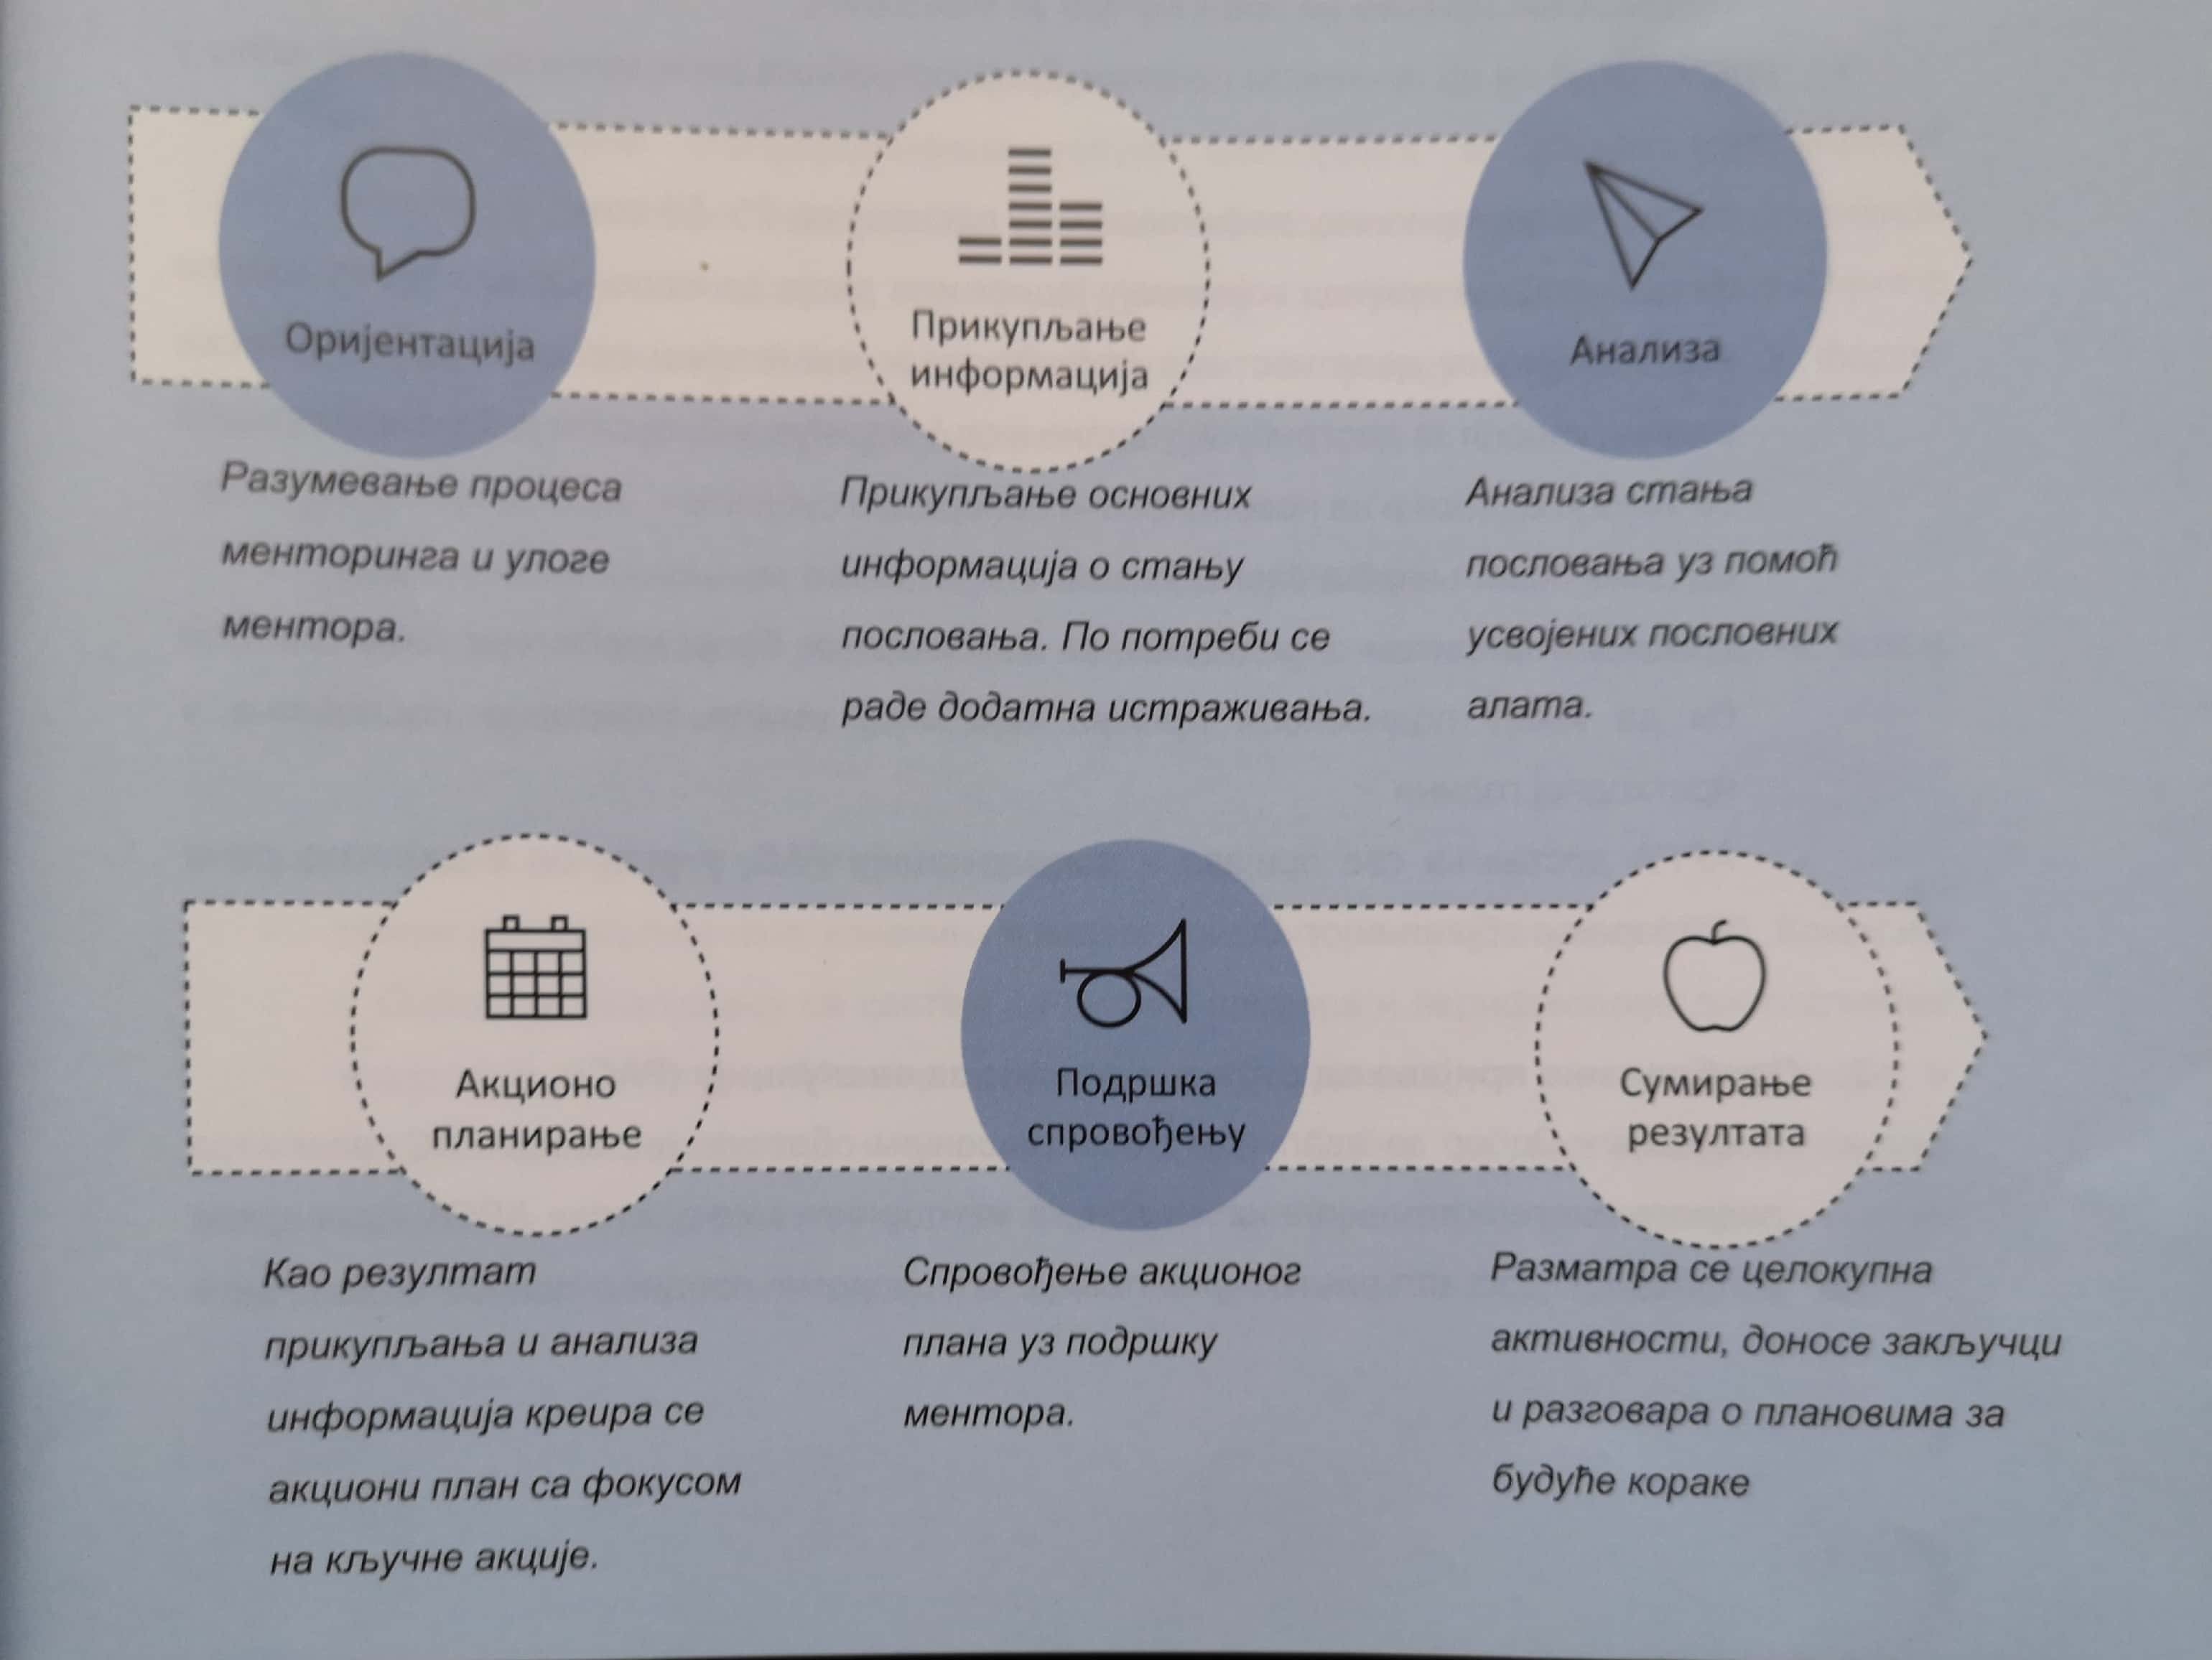 Оријентација
Прикупљање
информација
Анализа
Разумевање процеса
менторинга и улоге
ментора.
Прикупљање основних
информација о стању
пословања. По потреби се
раде додатна истраживања.
Анализа стања
пословања уз помоћ
усвојених пословних
алата.
Акционо
планирање
Подршка
спровођењу
Сумирање
резултата
Као резултат
прикупљања и анализа
информација креира се
акциони план са фокусом
на кључне акције.
Спровођење акционог
плана уз подршку
ментора.
Разматра се целокупна
активности, доносе закључци
и разговара о плановима за
будуће кораке